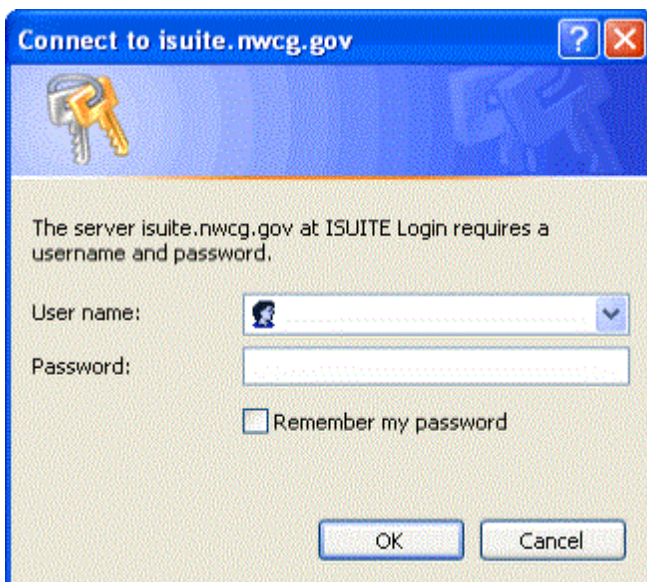 Connect to isuite.nwcg.gov
?
The server isuite.nwcg.gov at ISUITE Login requires a
username and password.
User name:
Password:
Remember my password
OK
Cancel